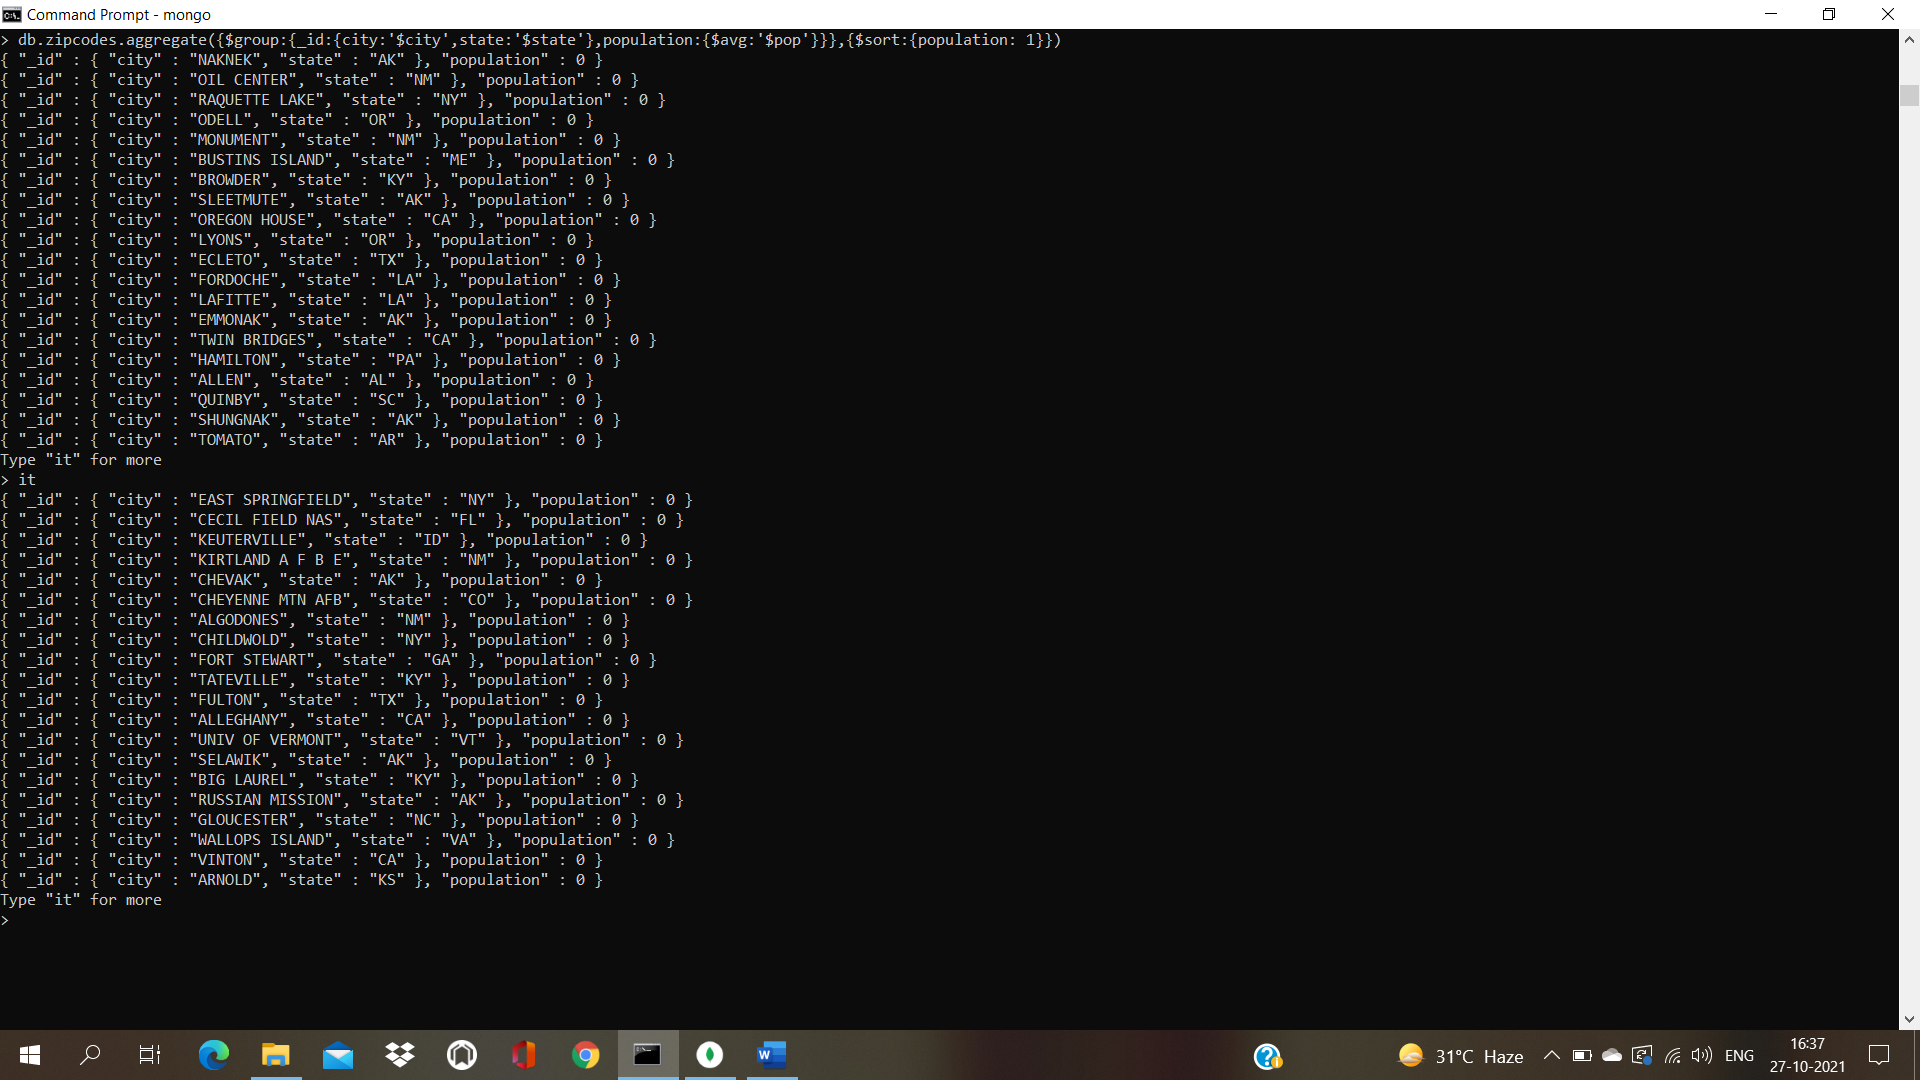 Command Prompt - mongo
> db.zipcodes.aggregate({$group:{_id:{city:'$city',state:'$state'},population:{$avg:'$pop'}}},{$sort:{population: 1}})
{ "_id" : { "city" : "NAKNEK", "state" : "AK" }, "population" : 0 }
{ "_id" : { "city" : "OIL CENTER", "state" : "NM" }, "population" : 0 }
{ "_id" : { "city" : "RAQUETTE LAKE", "state" : "NY" }, "population" : 0 }
{ "_id" : { "city" : "ODELL", "state" : "OR" }, "population" : 0 }
{ "_id" : { "city" : "MONUMENT", "state" : "NM" }, "population" : 0 }
{ "_id" : { "city" : "BUSTINS ISLAND", "state" : "ME" }, "population" : 0 }
{ "_id" : { "city" : "BROWDER", "state" : "KY" }, "population" : 0 }
{ "_id" : { "city" : "SLEETMUTE", "state" : "AK" }, "population" : 0 }
{ "_id" : { "city" : "OREGON HOUSE", "state" : "CA" }, "population" : 0 }
{ "_id" : { "city" : "LYONS", "state" : "OR" }, "population" : 0 }
{ "_id" : { "city" : "ECLETO", "state" : "TX" }, "population" : 0 }
{ "_id" : { "city" : "FORDOCHE", "state" : "LA" }, "population" : 0 }
{ "_id" : { "city" : "LAFITTE", "state" : "LA" }, "population" : 0 }
{ "_id" : { "city" : "EMMONAK", "state" : "AK" }, "population" : 0 }
{ "_id" : { "city" : "TWIN BRIDGES", "state" : "CA" }, "population" : 0 }
{ "_id" : { "city" : "HAMILTON", "state" : "PA" }, "population" : 0 }
{ "_id" : { "city" : "ALLEN", "state" : "AL" }, "population" : 0 }
{ "_id" : { "city" : "QUINBY", "state" : "SC" }, "population" : 0 }
{ "_id" : { "city" : "SHUNGNAK", "state" : "AK" }, "population" : 0 }
{ "_id" : { "city" : "TOMATO", "state" : "AR" }, "population" : 0 }
Type "it" for more
> it
{ "_id" : { "city" : "EAST SPRINGFIELD", "state" : "NY" }, "population" : 0 }
{ "_id" : { "city" : "CECIL FIELD NAS", "state" : "FL" }, "population" : 0 }
{ "_id" : { "city" : "KEUTERVILLE", "state" : "ID" }, "population" : 0 }
{ "_id" : { "city" : "KIRTLAND A F B E", "state" : "NM" }, "population" : 0 }
{ "_id" : { "city" : "CHEVAK", "state" : "AK" }, "population" : 0 }
{ "_id" : { "city" : "CHEYENNE MTN AFB", "state" : "CO" }, "population" : 0 }
{ "_id" : { "city" : "ALGODONES", "state" : "NM" }, "population" : 0 }
{ "_id" : { "city" : "CHILDWOLD", "state" : "NY" }, "population" : 0 }
{ "_id" : { "city" : "FORT STEWART", "state" : "GA" }, "population" : 0 }
{ "_id" : { "city" : "TATEVILLE", "state" : "KY" }, "population" : 0 }
{ "_id" : { "city" : "FULTON", "state" : "TX" }, "population" : 0 }
{ "_id" : { "city" : "ALLEGHANY", "state" : "CA" }, "population" : 0 }
{ "_id" : { "city" : "UNIV OF VERMONT", "state" : "VT" }, "population" : 0 }
{ "_id" : { "city" : "SELAWIK", "state" : "AK" }, "population" : 0 }
{ "_id" : { "city" : "BIG LAUREL", "state" : "KY" }, "population" : 0 }
{ "_id" : { "city" : "RUSSIAN MISSION", "state" : "AK" }, "population" : 0 }
{ "_id" : { "city" : "GLOUCESTER", "state" : "NC" }, "population" : 0 }
{ "_id" : { "city" : "WALLOPS ISLAND", "state" : "VA" }, "population" : 0 }
{ "_id" : { "city" : "VINTON", "state" : "CA" }, "population" : 0 }
{ "_id" : { "city" : "ARNOLD", "state" : "KS" }, "population" : 0 }
Type "it" for more
>
31°C Haze
ENG
16:37
27-10-2021